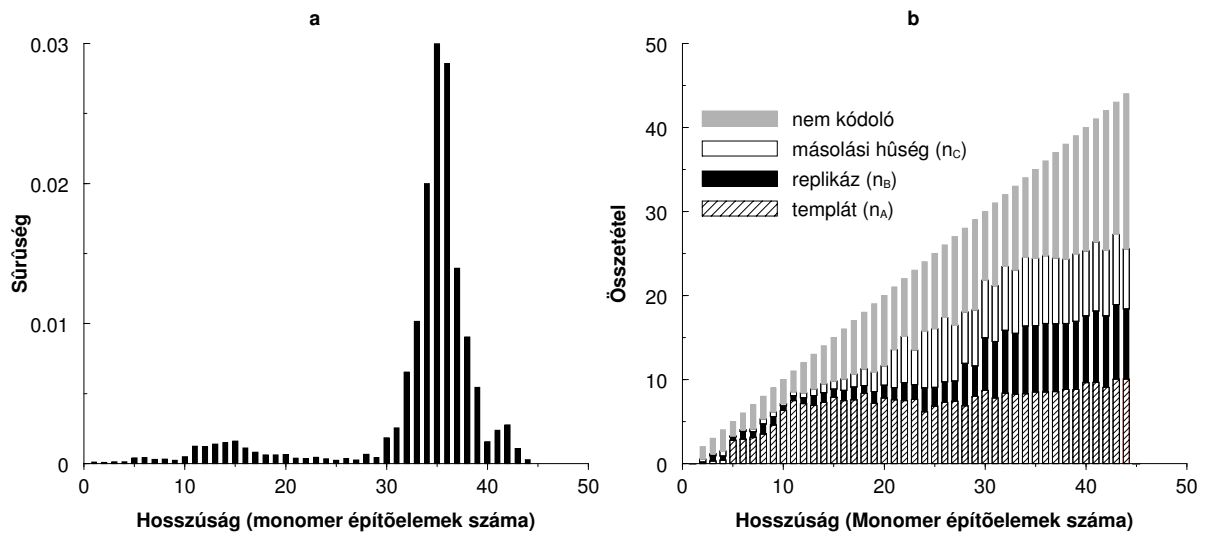 a
0.03
0.02
0.01
0
0
10
20
30
40
50
Sûrûség
Hosszúság (monomer építõelemek száma)
b
50
40
30
20
10
0
0
10
20
30
40
50
Összetétel
nem kódoló
másolási hûség (nC)
replikáz (nB)
templát (nA)
Hosszúság (Monomer építõelemek száma)